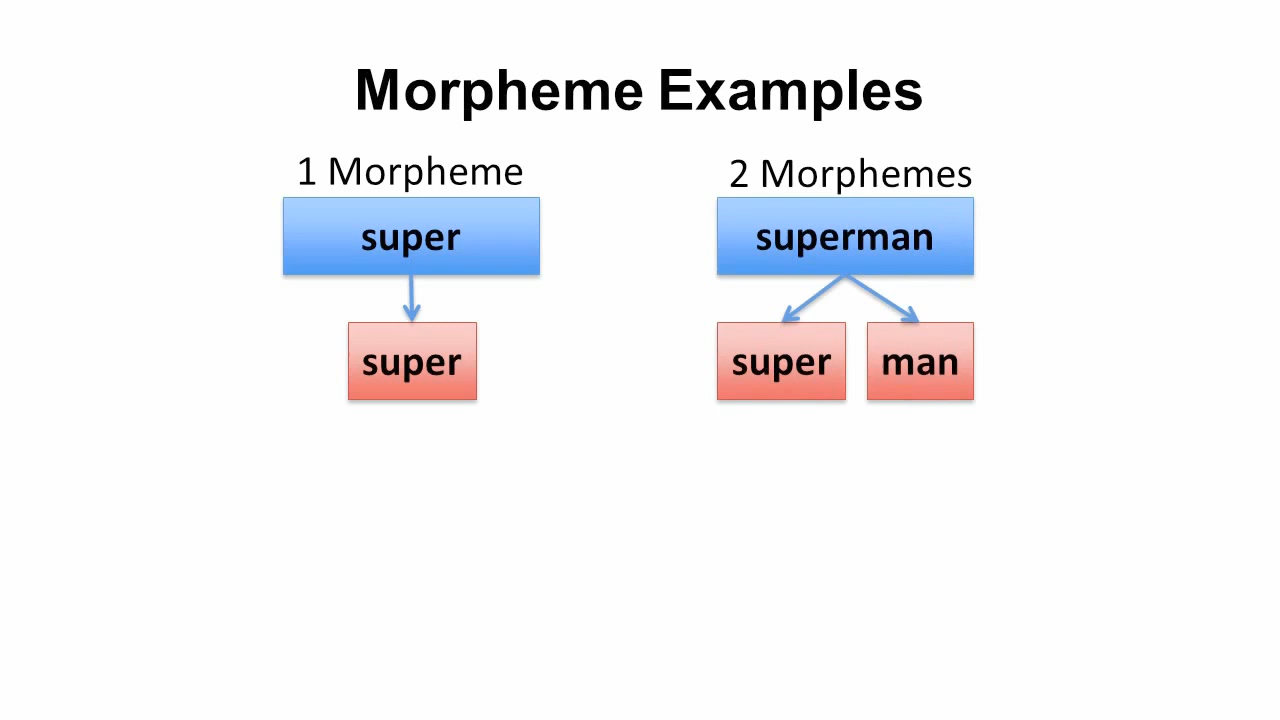 Morpheme Examples
1 Morpheme
super
super
2 Morphemes
superman
super man